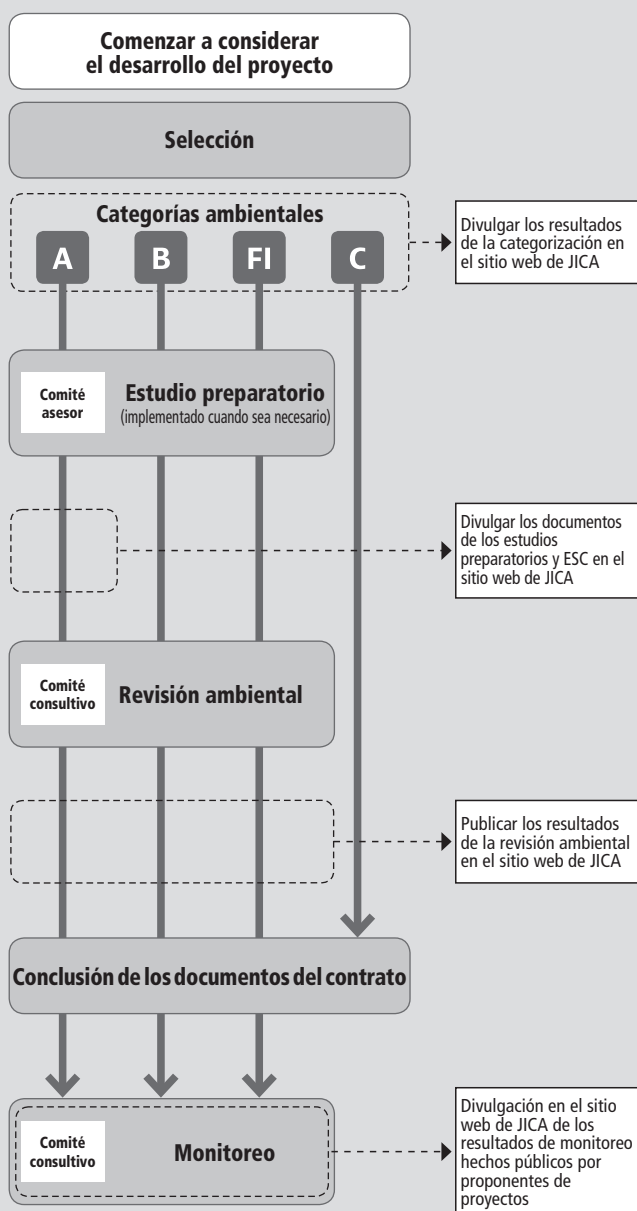 Comenzar a considerar
el desarrollo del proyecto
Selección
Categorías ambientales
A
B
FI
C
Divulgar los resultados
de la categorización en
el sitio web de JICA
Comité
asesor
Estudio preparatorio
(implementado cuando sea necesario)
Divulgar los documentos
de los estudios
preparatorios y ESC en el
sitio web de JICA
Comité
consultivo
Revisión ambiental
Publicar los resultados
de la revisión ambiental
en el sitio web de JICA
Conclusión de los documentos del contrato
Comité
consultivo
Monitoreo
Divulgación en el sitio
web de JICA de los
resultados de monitoreo
hechos públicos por
proponentes de
proyectos